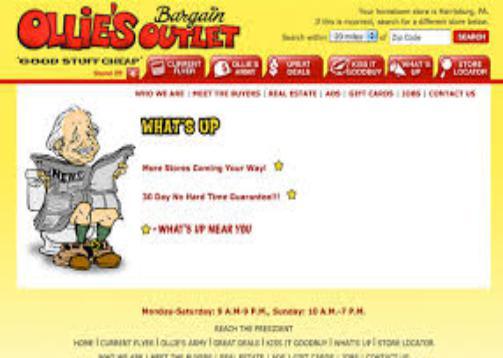 OLLIE'S Bargain OUTLET
"GOOD STUFF CHEAP"
Your hometown store is Harrisburg, PA.
If this is incorrect, search for a different store below.
Search within 20 miles of Zip Code SEARCH
CURRENT FLYER
OLLIE'S ARMY
GREAT DEALS
KISS IT GOODBUY
WHAT'S UP
STORE LOCATOR
WHO WE ARE | MEET THE BUYERS | REAL ESTATE | ADS | GIFT CARDS | JOBS | CONTACT US
WHAT'S UP
NEWS
More Stores Coming Your Way!
30 Day No Hard Time Guarantee!!!
- WHAT'S UP NEAR YOU
Monday-Saturday: 9 A.M-9 P.M., Sunday: 10 A.M.-7 P.M.
REACH THE PRESIDENT
HOME | CURRENT FLYER | OLLIE'S ARMY | GREAT DEALS | KISS IT GOODBUY | WHAT'S UP | STORE LOCATOR
WHO WE ARE | MEET THE BUYERS | REAL ESTATE | ADS | GIFT CARDS | JOBS | CONTACT US